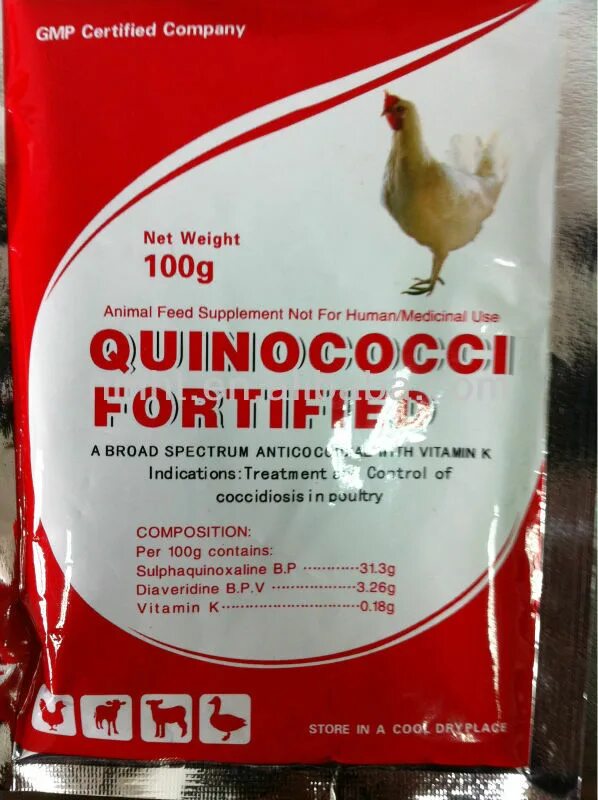 GMP Certified Company
Net Weight
100g
Animal Feed Supplement Not For Human/Medicinal Use
QUINOCOCCI
FORTIFIED
A BROAD SPECTRUM ANTICOCCIDIAL WITH VITAMIN K
Indications:Treatment and Control of
coccidiosis in poultry
COMPOSITION:
Per 100g contains:
Sulphaquinoxaline B.P ············31.3g
Diaveridine B.P.V ··················3.26g
Vitamin K······························0.18g
STORE IN A COOL DRYPLACE